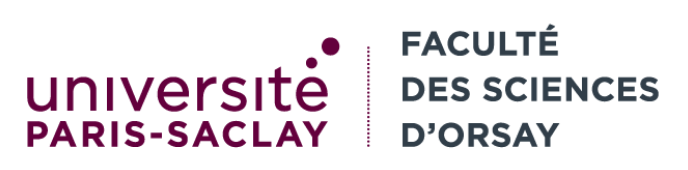 université
PARIS-SACLAY
FACULTÉ
DES SCIENCES
D'ORSAY